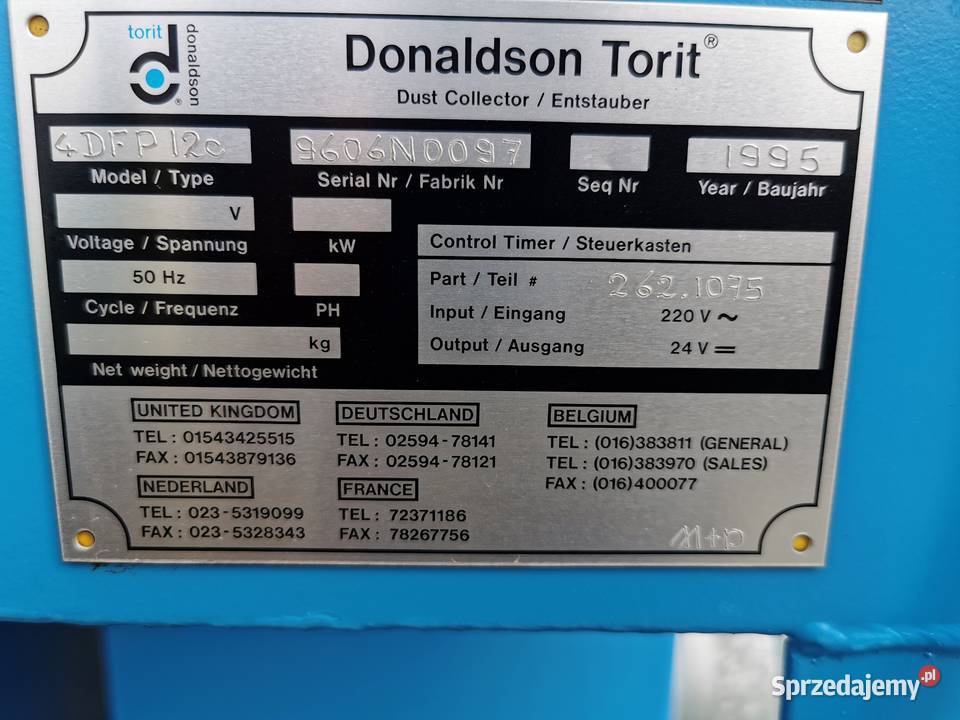 torit
donaldson
Donaldson Torit®
Dust Collector / Entstauber
4DFP12c
Model / Type
9606N0097
Serial Nr / Fabrik Nr
Seq Nr
1995
Year / Baujahr
V
Voltage / Spannung
kW
50 Hz
Cycle / Frequenz
PH
kg
Net weight / Nettogewicht
Control Timer / Steuerkasten
Part / Teil # 262.1075
Input / Eingang 220 V ~
Output / Ausgang 24 V ⎓
UNITED KINGDOM
TEL : 01543425515
FAX : 01543879136
DEUTSCHLAND
TEL : 02594-78141
FAX : 02594-78121
BELGIUM
TEL : (016)383811 (GENERAL)
TEL : (016)383970 (SALES)
FAX : (016)400077
NEDERLAND
TEL : 023-5319099
FAX : 023-5328343
FRANCE
TEL : 72371186
FAX : 78267756
M+P
Sprzedajemy.pl